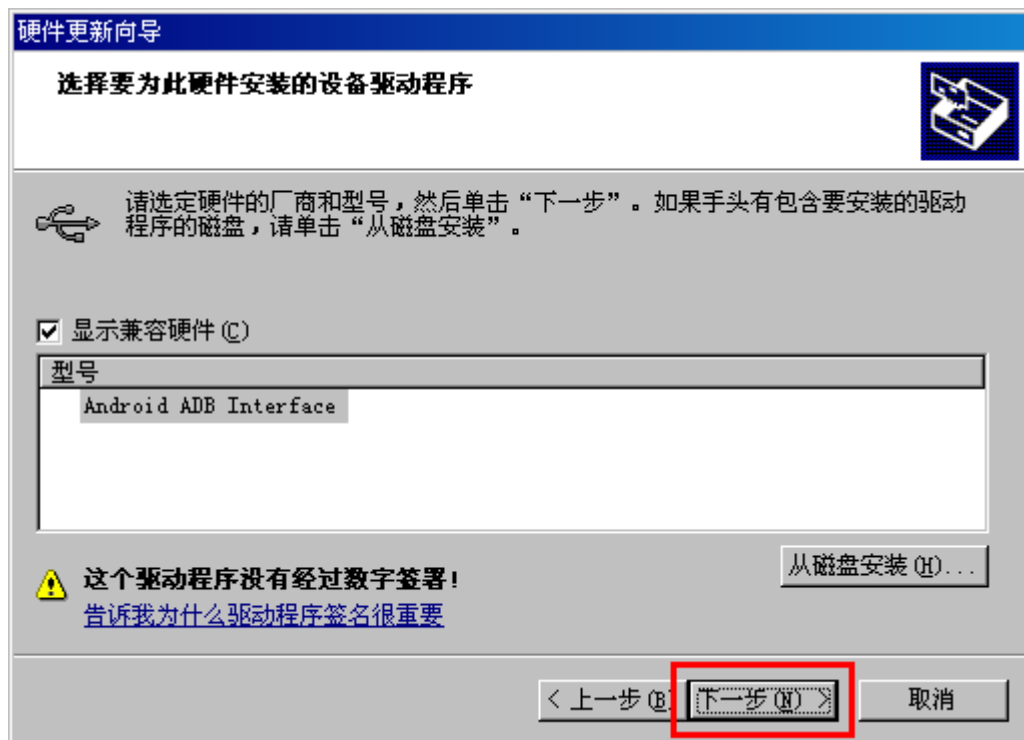 硬件更新向导
选择要为此硬件安装的设备驱动程序
请选定硬件的厂商和型号，然后单击“下一步”。如果手头有包含要安装的驱动
程序的磁盘，请单击“从磁盘安装”。
显示兼容硬件(C)
型号
Android ADB Interface
从磁盘安装(H)...
这个驱动程序没有经过数字签署!
告诉我为什么驱动程序签名很重要
< 上一步(B) 下一步(N) > 取消